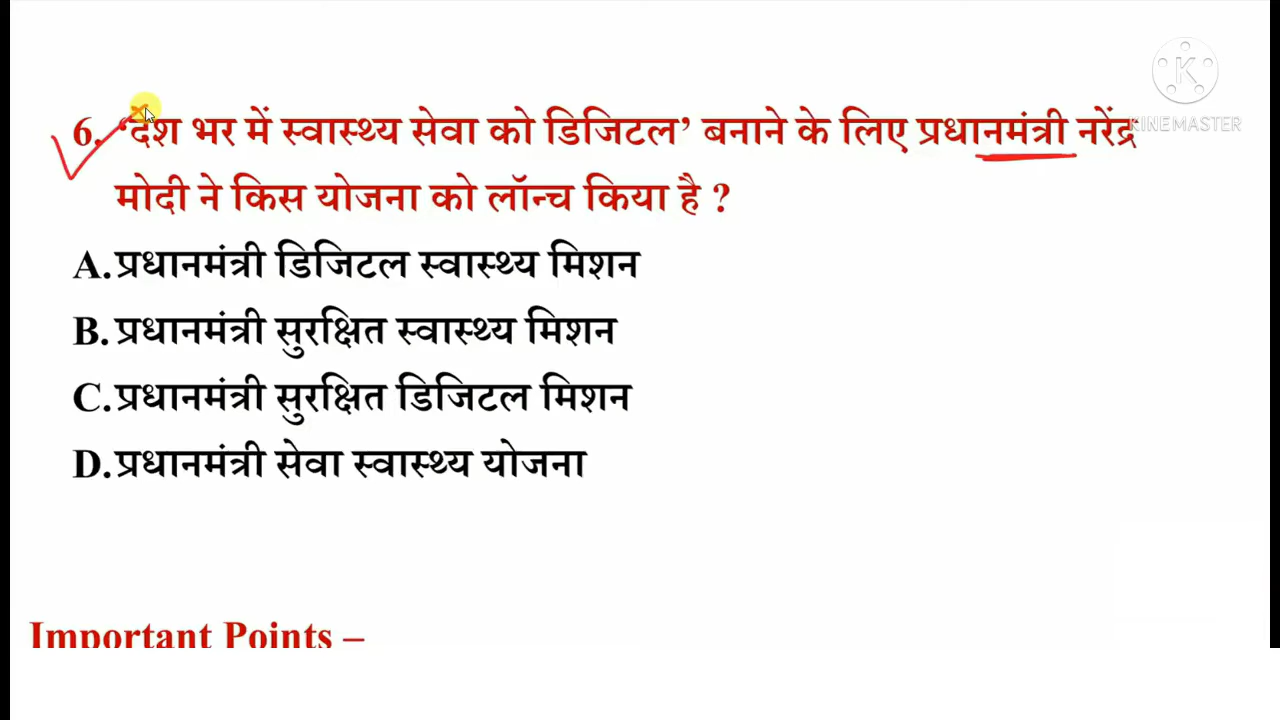 K
KINEMASTER
6. ‘देश भर में स्वास्थ्य सेवा को डिजिटल’ बनाने के लिए प्रधानमंत्री नरेंद्र
मोदी ने किस योजना को लॉन्च किया है ?
A. प्रधानमंत्री डिजिटल स्वास्थ्य मिशन
B. प्रधानमंत्री सुरक्षित स्वास्थ्य मिशन
C. प्रधानमंत्री सुरक्षित डिजिटल मिशन
D. प्रधानमंत्री सेवा स्वास्थ्य योजना
Important Points –